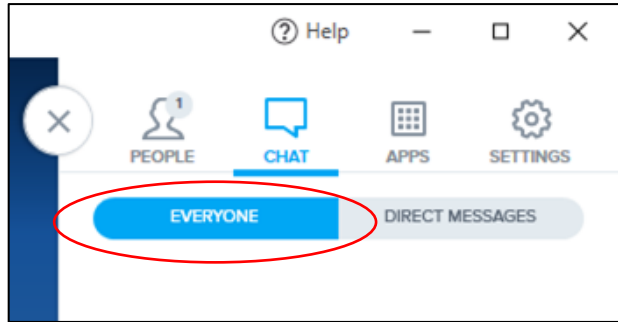 ? Help
1
PEOPLE CHAT APPS SETTINGS
EVERYONE DIRECT MESSAGES